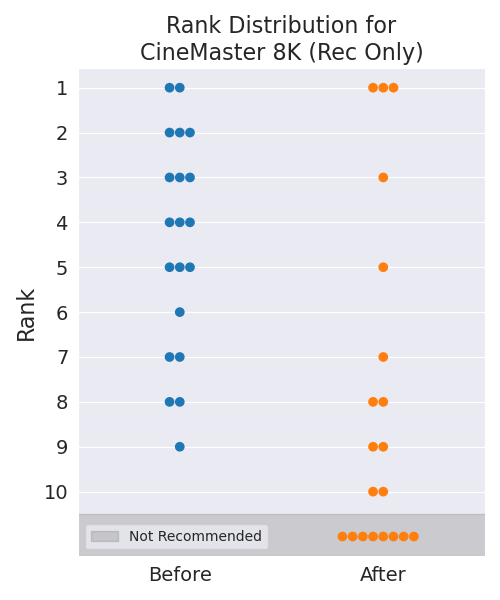 Rank Distribution for
CineMaster 8K (Rec Only)
Rank
1
2
3
4
5
6
7
8
9
10
Not Recommended
Before
After